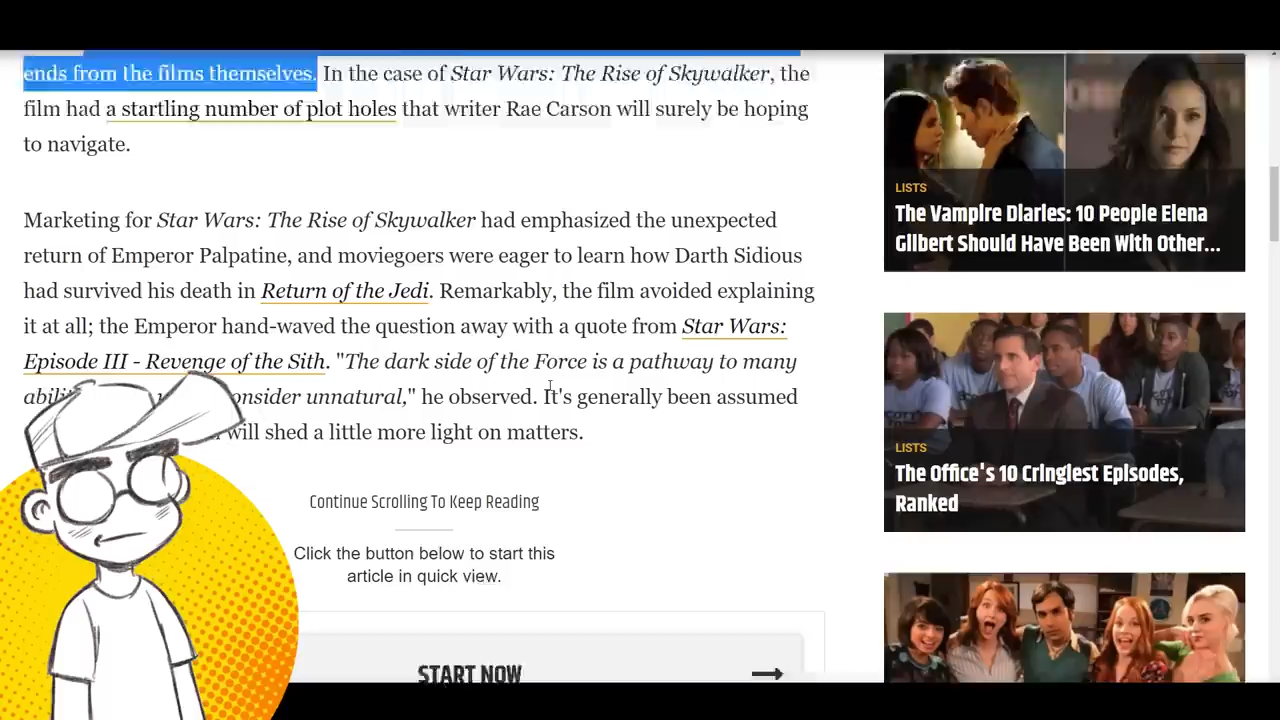 ends from the films themselves. In the case of Star Wars: The Rise of Skywalker, the
film had a startling number of plot holes that writer Rae Carson will surely be hoping
to navigate.
Marketing for Star Wars: The Rise of Skywalker had emphasized the unexpected
return of Emperor Palpatine, and moviegoers were eager to learn how Darth Sidious
had survived his death in Return of the Jedi. Remarkably, the film avoided explaining
it at all; the Emperor hand-waved the question away with a quote from Star Wars:
Episode III - Revenge of the Sith. "The dark side of the Force is a pathway to many
unnatural," he observed. It's generally been assumed
will shed a little more light on matters.
Continue Scrolling To Keep Reading
Click the button below to start this
article in quick view.
START NOW
LISTS
The Vampire Diaries: 10 People Elena
Gilbert Should Have Been With Other...
LISTS
The Office's 10 Cringiest Episodes,
Ranked